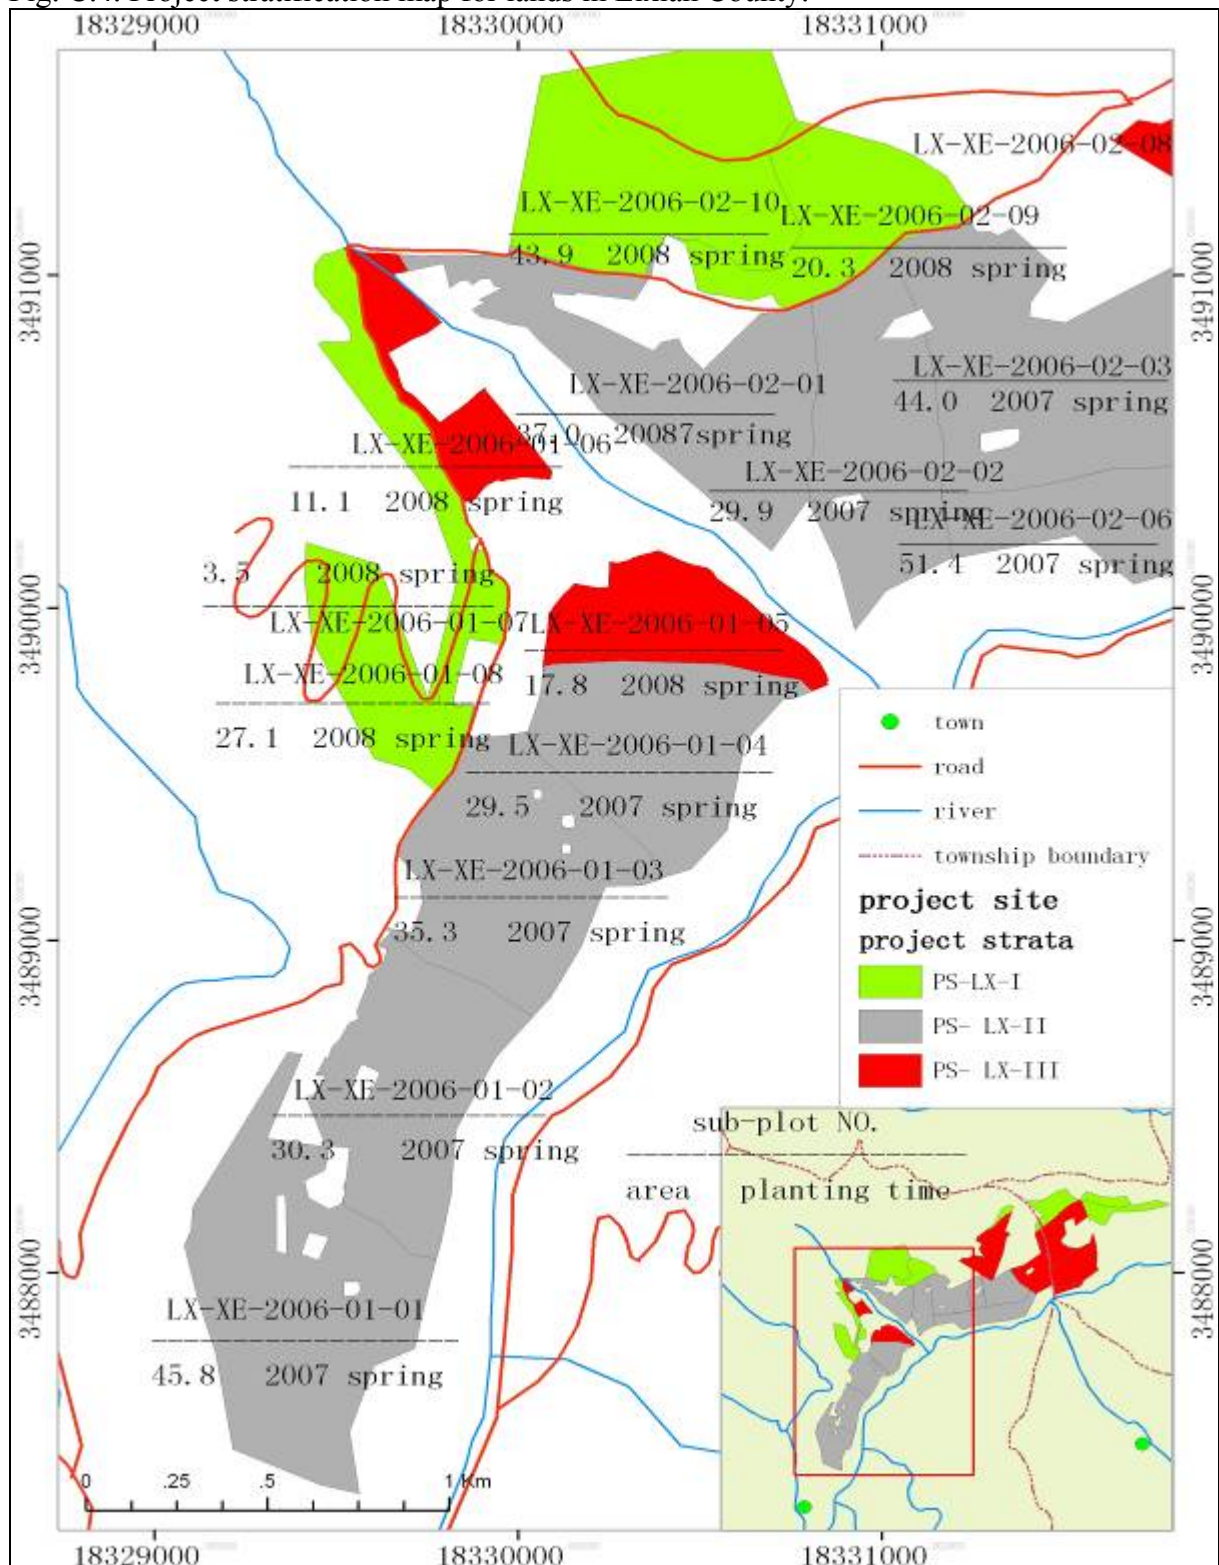 Fig. C.4. Project stratification map for lands in Lixian County.
18329000 18330000 18331000
LX-XE-2006-02-08
LX-XE-2006-02-10
43.9 2008 spring
LX-XE-2006-02-09
20.3 2008 spring
3491000 3491000
LX-XE-2006-02-03
44.0 2007 spring
LX-XE-2006-02-01
37.0 20087spring
LX-XE-2006-01-06
11.1 2008 spring
LX-XE-2006-02-02
29.9 2007 spring
LX-XE-2006-02-06
51.4 2007 spring
3490000 3490000
3.5 2008 spring
LX-XE-2006-01-07
LX-XE-2006-01-05
17.8 2008 spring
LX-XE-2006-01-08
27.1 2008 spring
LX-XE-2006-01-04
29.5 2007 spring
LX-XE-2006-01-03
35.3 2007 spring
3489000 3489000
town
road
river
township boundary
project site
project strata
PS-LX-I
PS- LX-II
PS- LX-III
LX-XE-2006-01-02
30.3 2007 spring
sub-plot NO.
area planting time
3488000 3488000
LX-XE-2006-01-01
45.8 2007 spring
0 .25 .5 1 Km
18329000 18330000 18331000